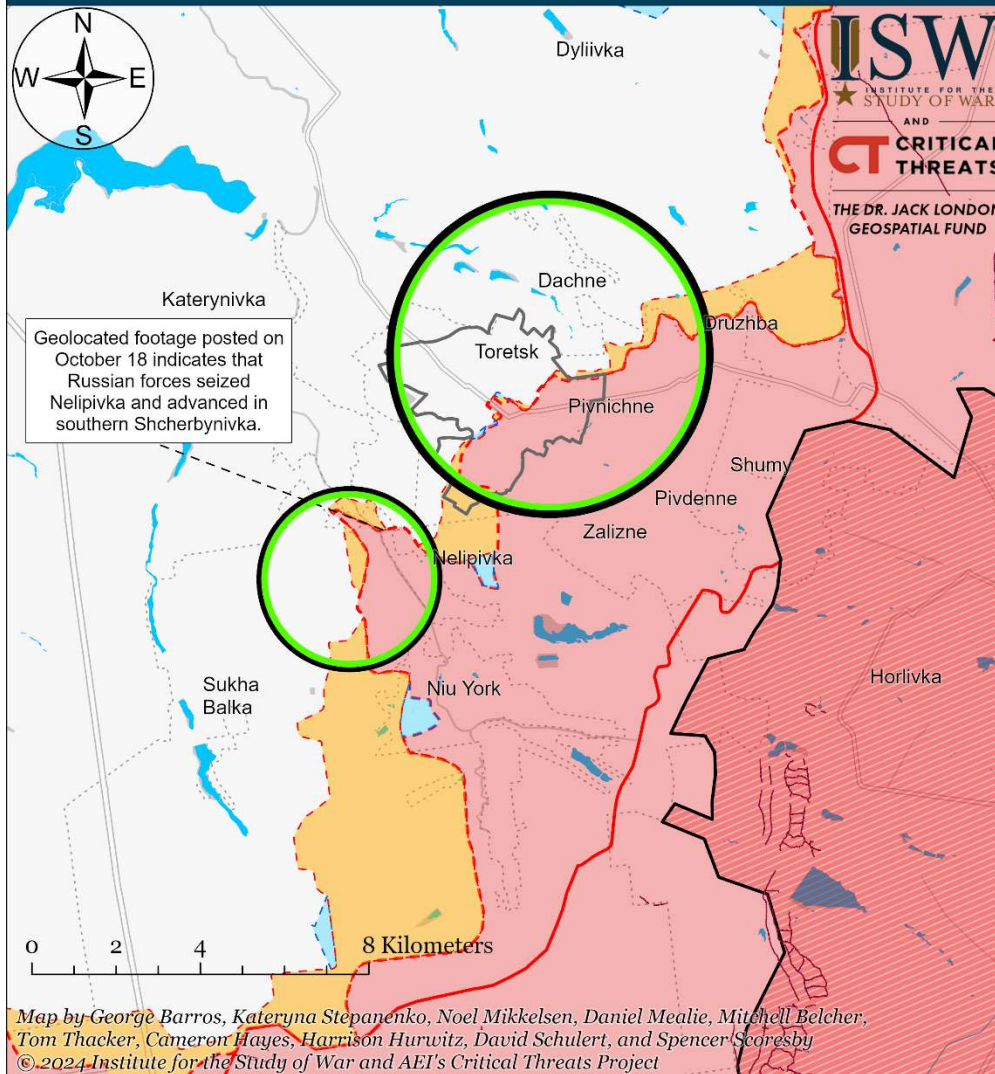 N
W
E
S
Dyliivka
ISW
INSTITUTE FOR THE
STUDY OF WAR
AND
CT CRITICAL
THREATS
THE DR. JACK LONDON
GEOSPATIAL FUND
Katerynivka
Dachne
Druzhba
Toretsk
Geolocated footage posted on
October 18 indicates that
Russian forces seized
Nelipivka and advanced in
southern Shcherbynivka.
Pivnichne
Shumy
Pivdenne
Zalizne
Nelipivka
Horlivka
Sukha
Balka
Niu York
0 2 4 8 Kilometers
Map by George Barros, Kateryna Stepanenko, Noel Mikkelsen, Daniel Mealie, Mitchell Belcher,
Tom Thacker, Cameron Hayes, Harrison Hurwitz, David Schulert, and Spencer Scoresby
© 2024 Institute for the Study of War and AEI's Critical Threats Project